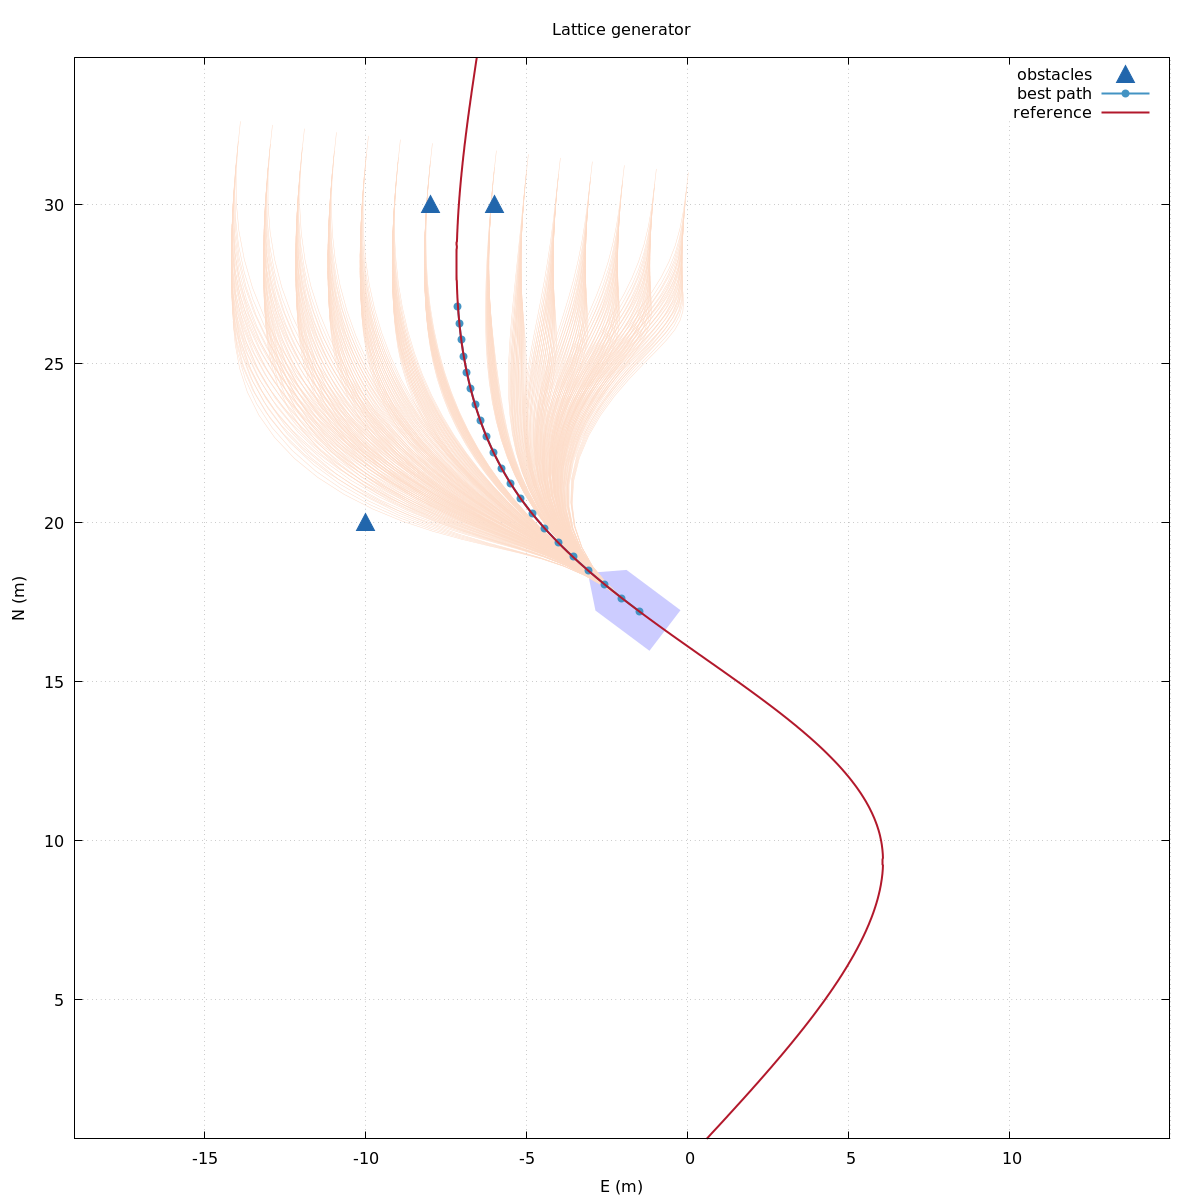 Lattice generator
obstacles
best path
reference
30
25
20
15
10
5
N (m)
-15 -10 -5 0 5 10
E (m)